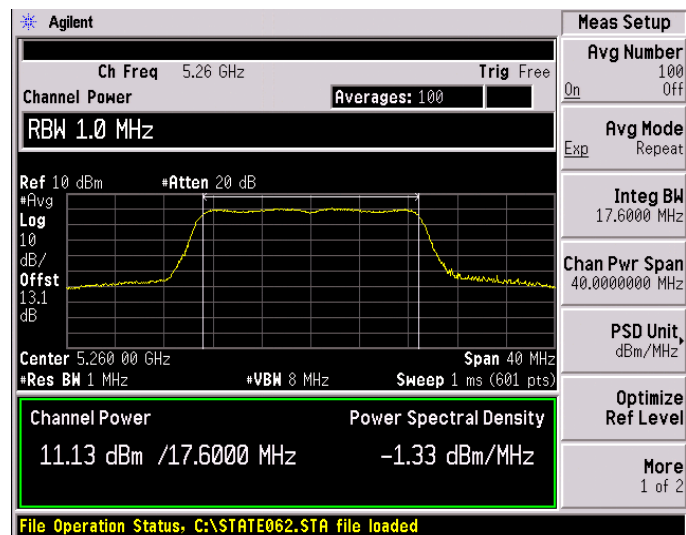 Agilent
Ch Freq 5.26 GHz Trig Free
Channel Power Averages: 100
RBW 1.0 MHz
Ref 10 dBm #Atten 20 dB
#Avg
Log
10
dB/
Offst
13.1
dB
Center 5.260 00 GHz Span 40 MHz
#Res BW 1 MHz #VBW 8 MHz Sweep 1 ms (601 pts)
Channel Power Power Spectral Density
11.13 dBm /17.6000 MHz -1.33 dBm/MHz
File Operation Status, C:\STATE062.STA file loaded
Meas Setup
Avg Number
100
On Off
Avg Mode
Exp Repeat
Integ BW
17.6000 MHz
Chan Pwr Span
40.0000000 MHz
PSD Unit
dBm/MHz
Optimize
Ref Level
More
1 of 2